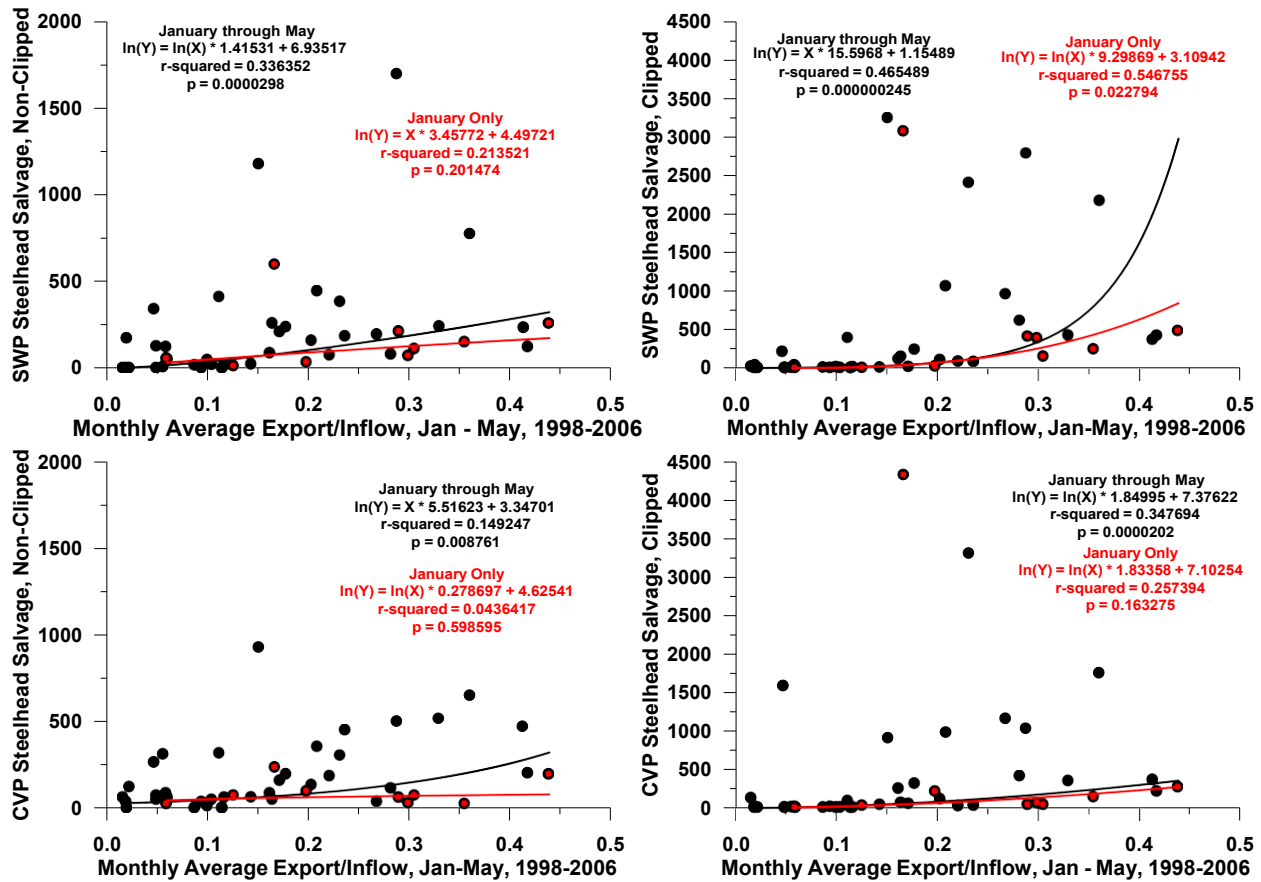 SWP Steelhead Salvage, Non-Clipped
2000
1500
1000
500
0
January through May
ln(Y) = ln(X) * 1.41531 + 6.93517
r-squared = 0.336352
p = 0.0000298
January Only
ln(Y) = X * 3.45772 + 4.49721
r-squared = 0.213521
p = 0.201474
0.0 0.1 0.2 0.3 0.4 0.5
Monthly Average Export/Inflow, Jan - May, 1998-2006
SWP Steelhead Salvage, Clipped
4500
4000
3500
3000
2500
2000
1500
1000
500
0
January through May
ln(Y) = X * 15.5968 + 1.15489
r-squared = 0.465489
p = 0.000000245
January Only
ln(Y) = ln(X) * 9.29869 + 3.10942
r-squared = 0.546755
p = 0.022794
0.0 0.1 0.2 0.3 0.4 0.5
Monthly Average Export/Inflow, Jan-May, 1998-2006
CVP Steelhead Salvage, Non-Clipped
2000
1500
1000
500
0
January through May
ln(Y) = X * 5.51623 + 3.34701
r-squared = 0.149247
p = 0.008761
January Only
ln(Y) = ln(X) * 0.278697 + 4.62541
r-squared = 0.0436417
p = 0.598595
0.0 0.1 0.2 0.3 0.4 0.5
Monthly Average Export/Inflow, Jan-May, 1998-2006
CVP Steelhead Salvage, Clipped
4500
4000
3500
3000
2500
2000
1500
1000
500
0
January through May
ln(Y) = ln(X) * 1.84995 + 7.37622
r-squared = 0.347694
p = 0.0000202
January Only
ln(Y) = ln(X) * 1.83358 + 7.10254
r-squared = 0.257394
p = 0.163275
0.0 0.1 0.2 0.3 0.4 0.5
Monthly Average Export/Inflow, Jan - May, 1998-2006